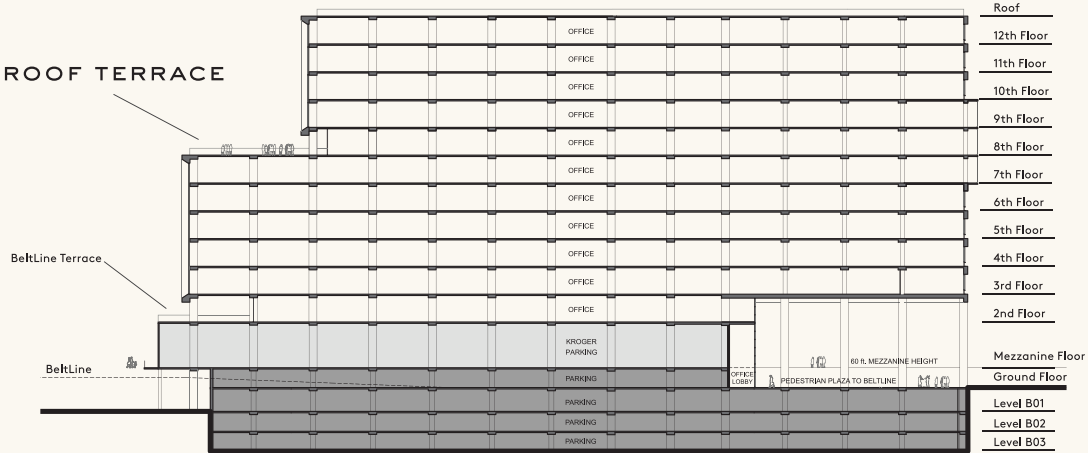 Roof
OFFICE
12th Floor
OFFICE
11th Floor
ROOF TERRACE
OFFICE
10th Floor
OFFICE
9th Floor
OFFICE
8th Floor
OFFICE
7th Floor
OFFICE
6th Floor
OFFICE
5th Floor
BeltLine Terrace
OFFICE
4th Floor
OFFICE
3rd Floor
OFFICE
2nd Floor
KROGER
PARKING
60 ft. MEZZANINE HEIGHT
Mezzanine Floor
BeltLine
PARKING
OFFICE
LOBBY
PEDESTRIAN PLAZA TO BELTLINE
Ground Floor
PARKING
Level B01
PARKING
Level B02
PARKING
Level B03